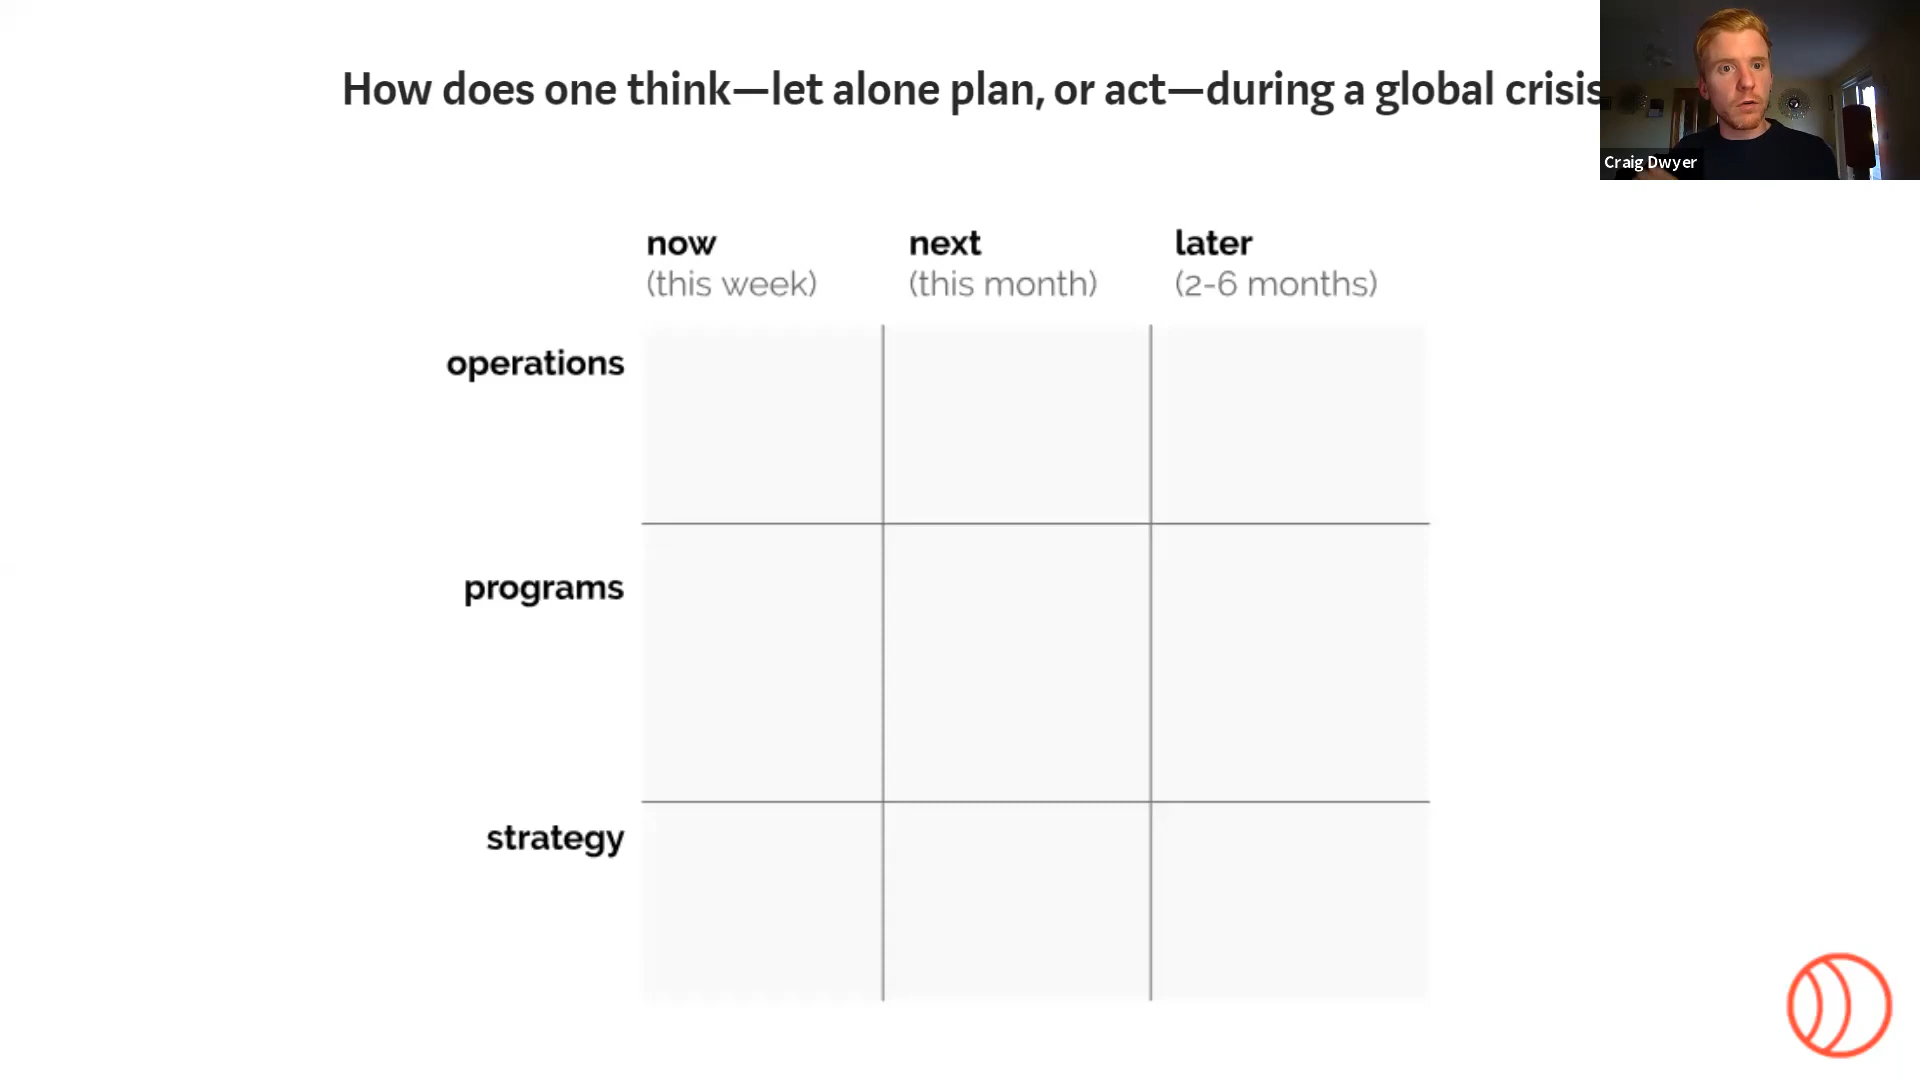 How does one think—let alone plan, or act—during a global crisis
Craig Dwyer
now next later
(this week) (this month) (2-6 months)
operations
programs
strategy